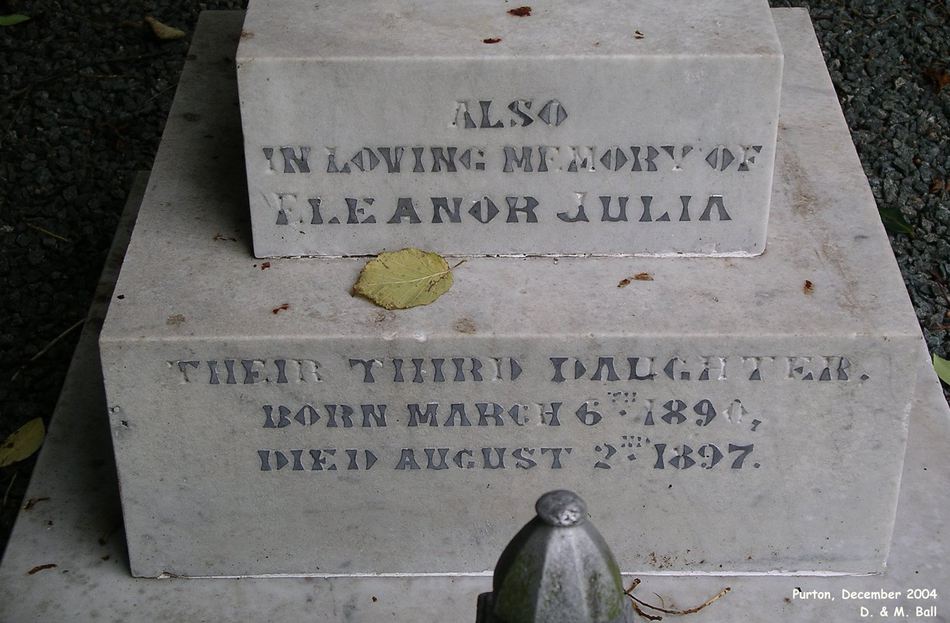 ALSO
IN LOVING MEMORY OF
ELEANOR JULIA
THEIR THIRD DAUGHTER,
BORN MARCH 6TH. 1890,
DIED AUGUST 2ND. 1897.
Purton, December 2004
D. & M. Ball